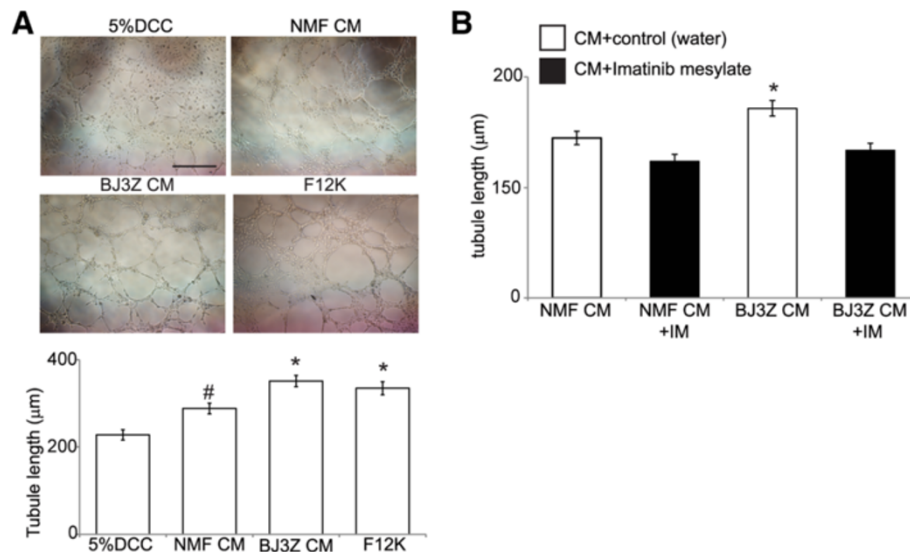 A
5%DCC
NMF CM
BJ3Z CM
F12K
Tubule length (μm)
400
200
0
#
*
*
5%DCC
NMF CM
BJ3Z CM
F12K
B
CM+control (water)
CM+Imatinib mesylate
tubule length (μm)
200
150
0
*
NMF CM
NMF CM
+IM
BJ3Z CM
BJ3Z CM
+IM